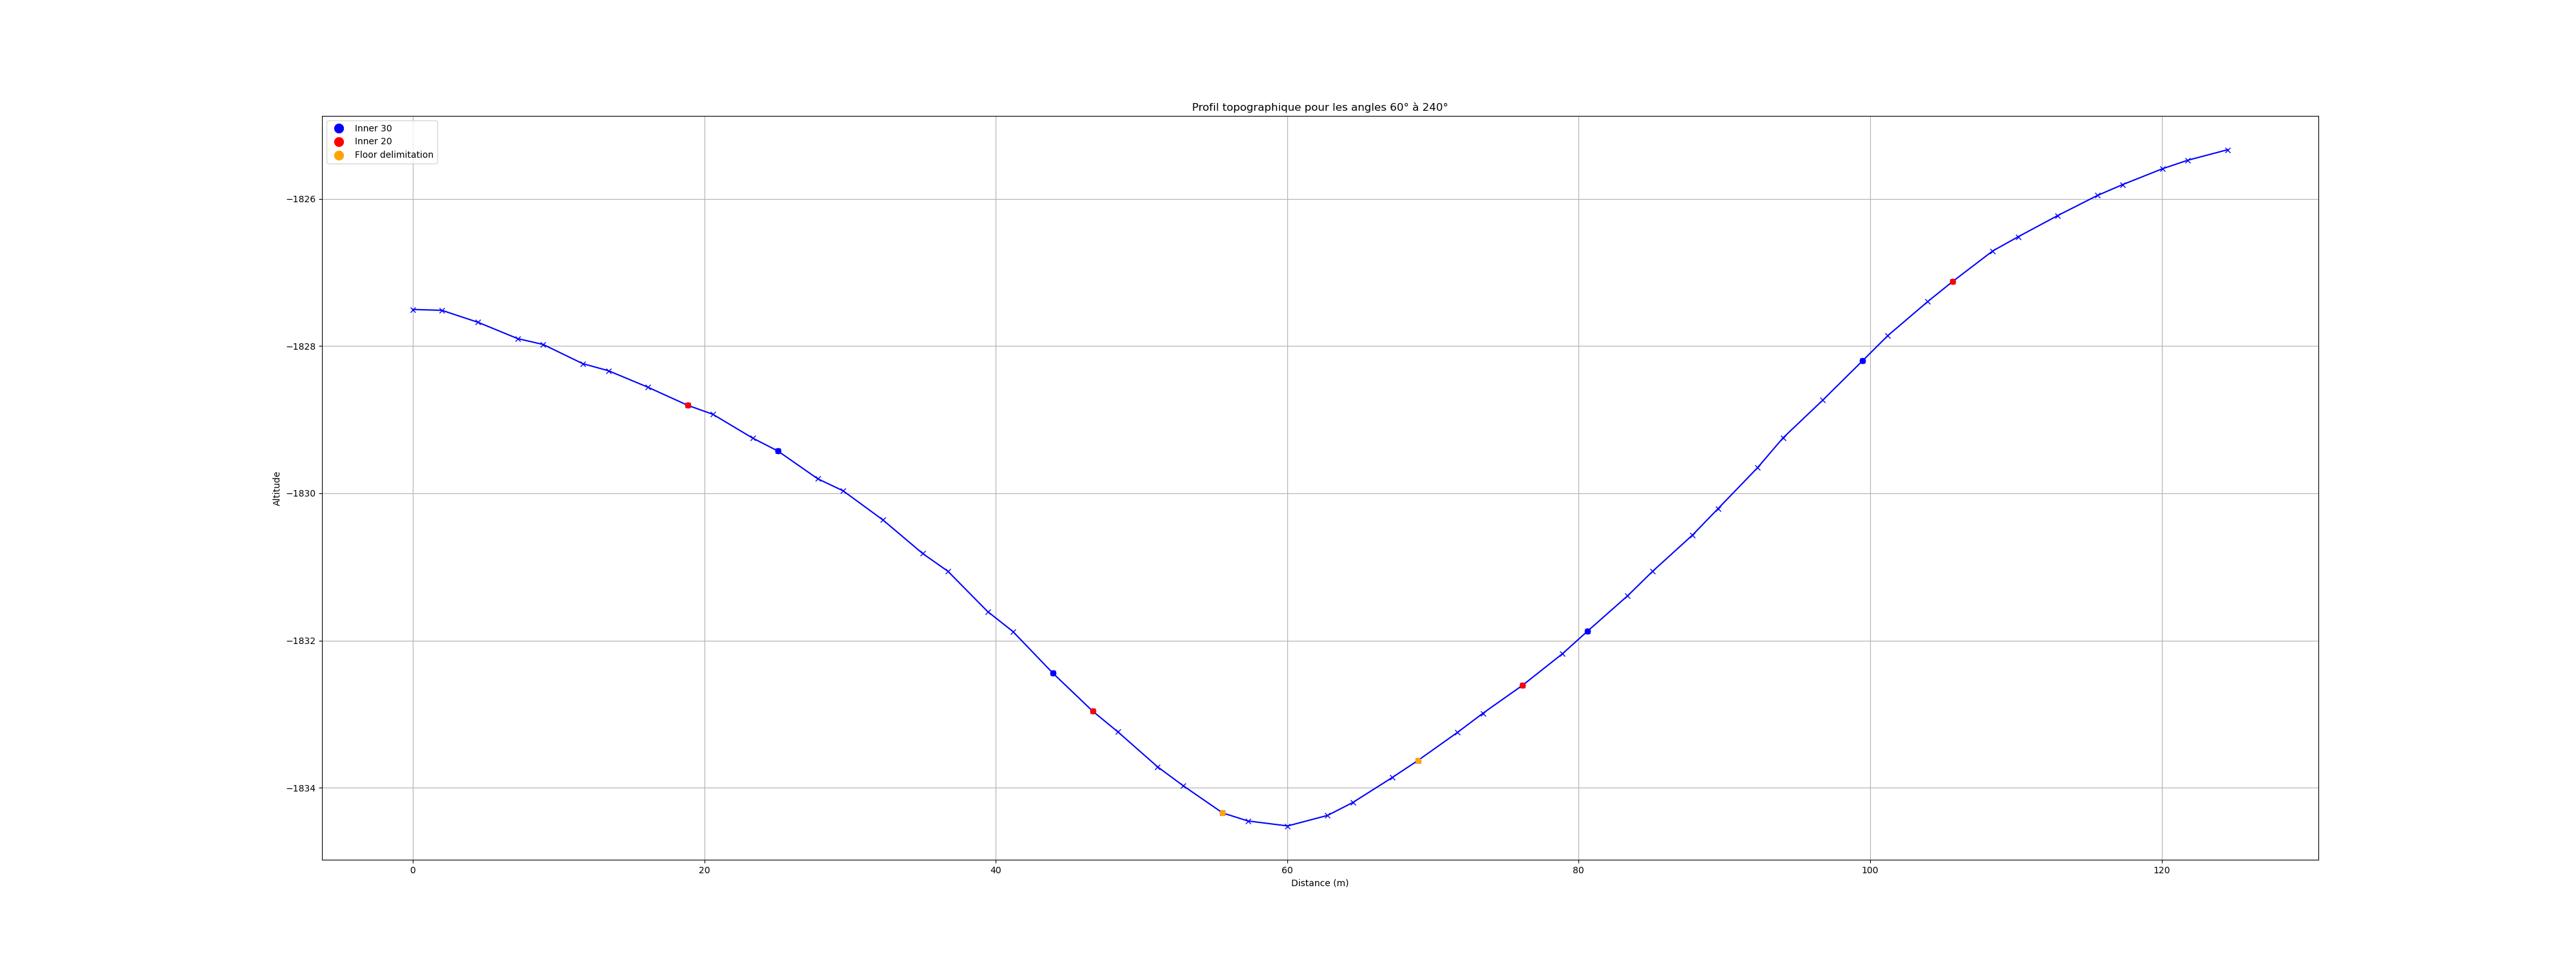 Profil topographique pour les angles 60° à 240°
Inner 30
Inner 20
Floor delimitation
Altitude
−1826
−1828
−1830
−1832
−1834
0 20 40 60 80 100 120
Distance (m)